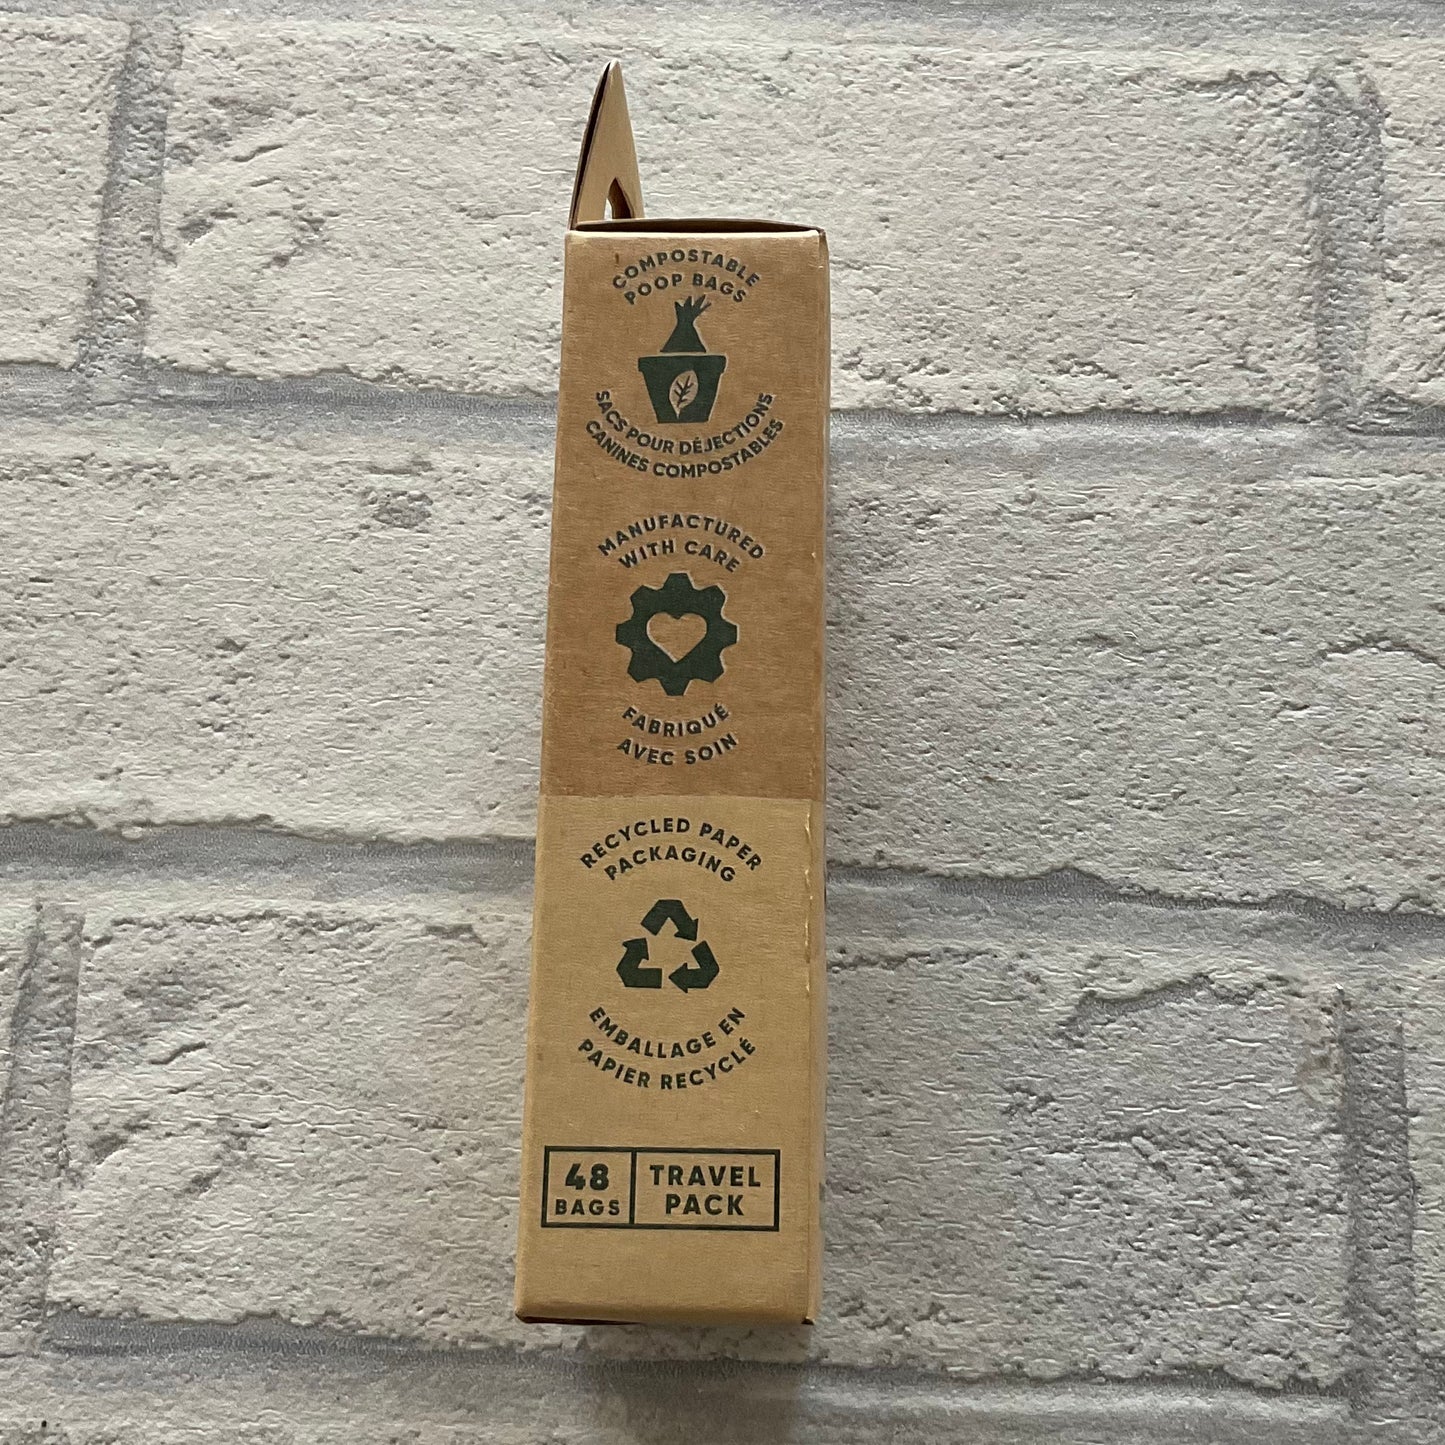 COMPOSTABLE
POOP BAGS
SACS POUR DÉJECTIONS
CANINES COMPOSTABLES
MANUFACTURED
WITH CARE
FABRIQUÉ
AVEC SOIN
RECYCLED PAPER
PACKAGING
EMBALLAGE EN
PAPIER RECYCLÉ
48
BAGS
TRAVEL
PACK